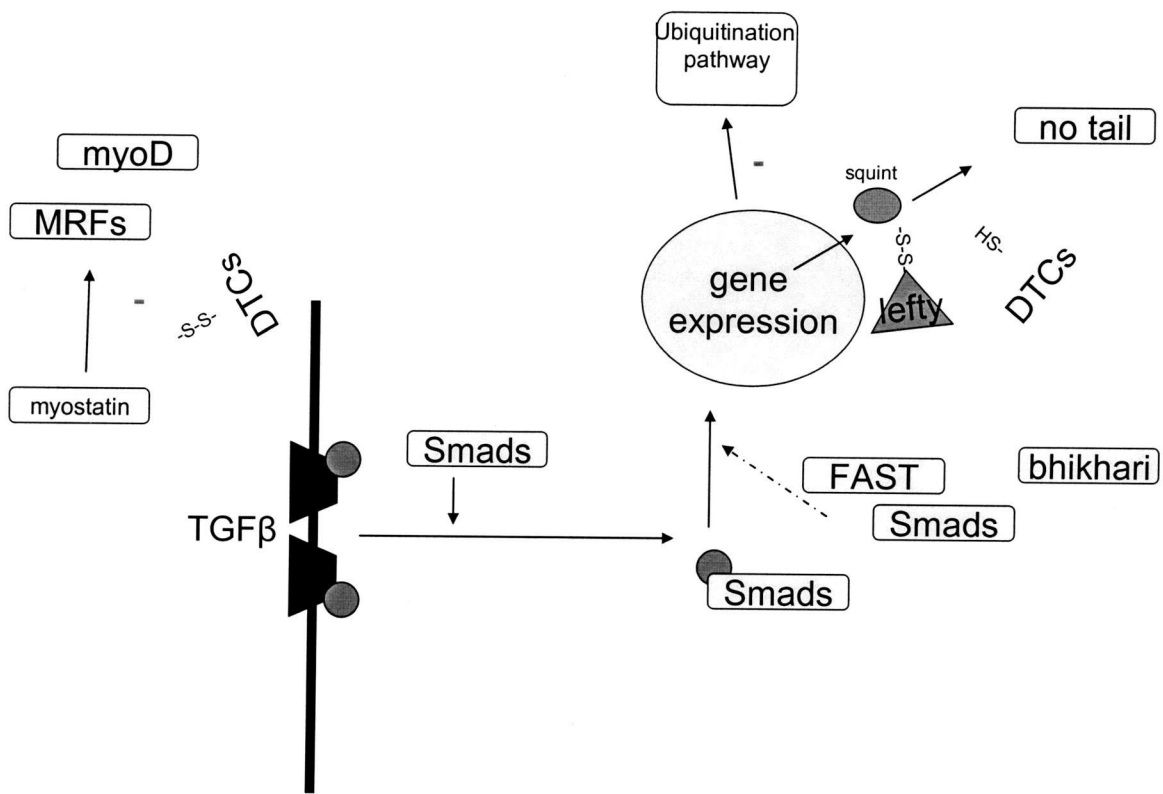 Ubiquitination
pathway
no tail
myoD
squint
MRFs
-S-S-
HS-
DTCs
DTCs
-
-
gene
expression
lefty
-S-S-
myostatin
Smads
bhikhari
FAST
Smads
TGFβ
Smads